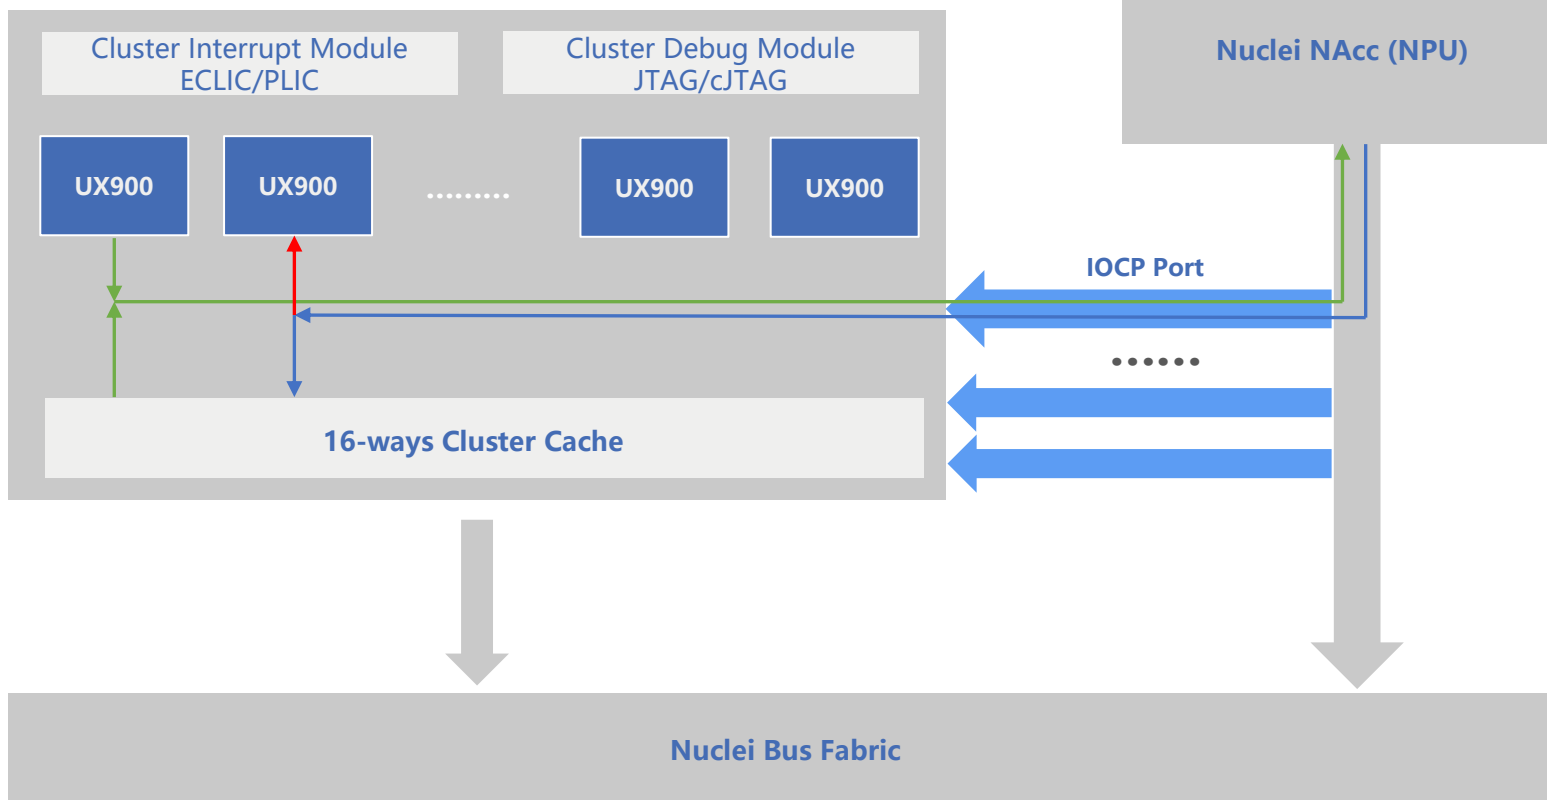 Cluster Interrupt Module
ECLIC/PLIC
Cluster Debug Module
JTAG/cJTAG
Nuclei NAcc (NPU)
UX900
UX900
………
UX900
UX900
IOCP Port
……
16-ways Cluster Cache
Nuclei Bus Fabric